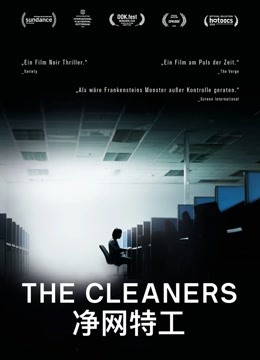 sundance
DOK.fest
hotdocs
„Ein Film Noir Thriller.“
_Variety
„Ein Film am Puls der Zeit.“
_The Verge
„Als wäre Frankensteins Monster außer Kontrolle geraten.“
_Screen International
THE CLEANERS
净网特工